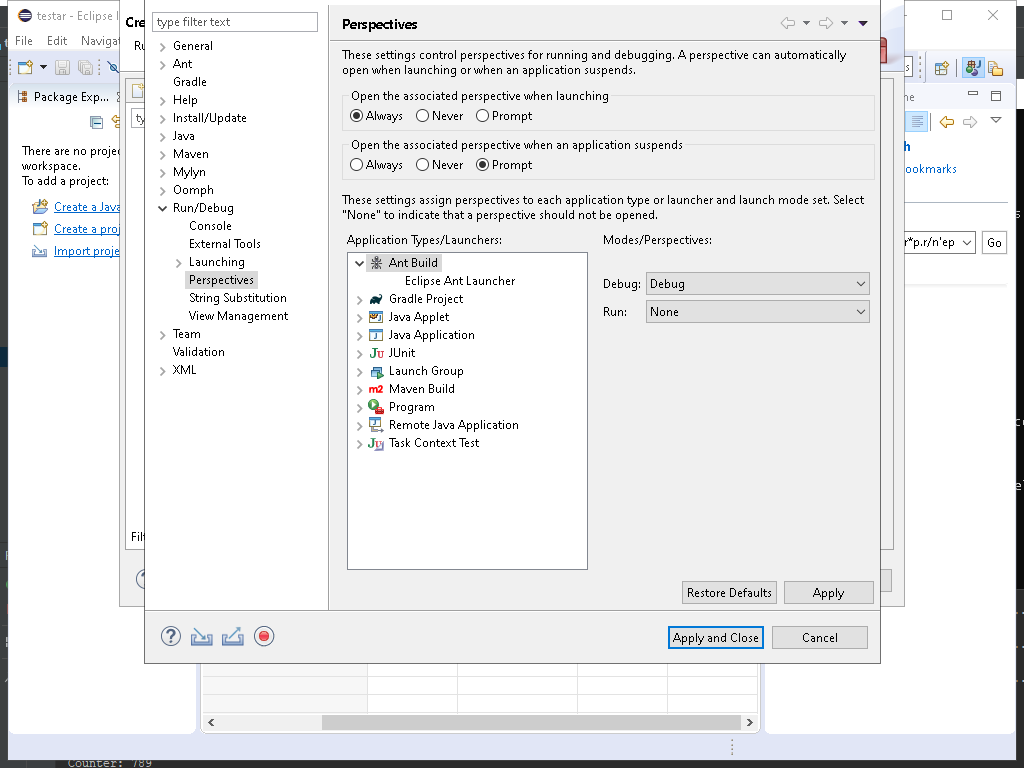 testar - Eclipse I
File Edit Navigat
Package Exp...
There are no projec
workspace.
To add a project:
Create a Java
Create a proj
Import proje
Cre
type filter text
General
Ant
Gradle
Help
Install/Update
Java
Maven
Mylyn
Oomph
Run/Debug
Console
External Tools
Launching
Perspectives
String Substitution
View Management
Team
Validation
XML
Perspectives
These settings control perspectives for running and debugging. A perspective can automatically
open when launching or when an application suspends.
Open the associated perspective when launching
Always Never Prompt
Open the associated perspective when an application suspends
Always Never Prompt
These settings assign perspectives to each application type or launcher and launch mode set. Select
"None" to indicate that a perspective should not be opened.
Application Types/Launchers:
Ant Build
Eclipse Ant Launcher
Gradle Project
Java Applet
Java Application
JUnit
Launch Group
Maven Build
Program
Remote Java Application
Task Context Test
Modes/Perspectives:
Debug: Debug
Run: None
Restore Defaults Apply
Apply and Close Cancel
ookmarks
r*p.r/n'ep Go
Counter: 789